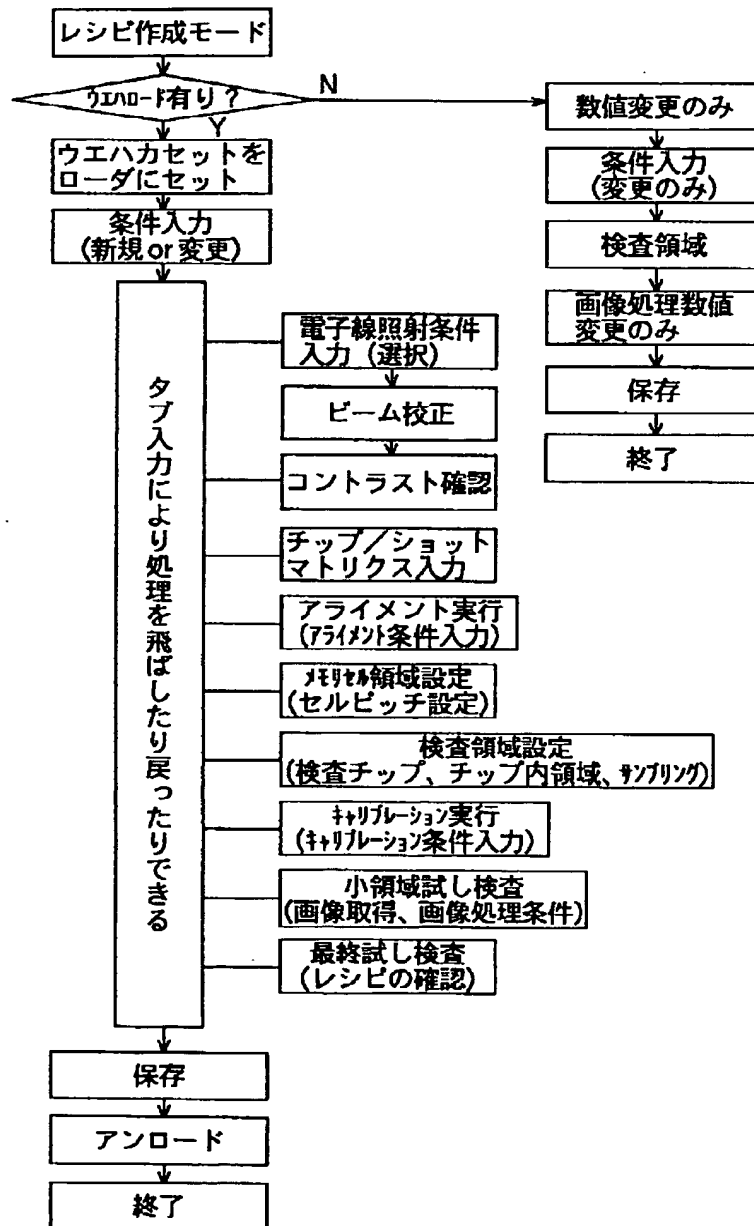 レシピ作成モード
ウエハロード有り?
N
Y
ウエハカセットを
ローダにセット
条件入力
(新規or変更)
タブ入力により処理を飛ばしたり戻ったりできる
電子線照射条件
入力(選択)
ビーム校正
コントラスト確認
チップ/ショット
マトリクス入力
アライメント実行
(アライメント条件入力)
メモリセル領域設定
(セルピッチ設定)
検査領域設定
(検査チップ、チップ内領域、サンプリング)
キャリブレーション実行
(キャリブレーション条件入力)
小領域試し検査
(画像取得、画像処理条件)
最終試し検査
(レシピの確認)
保存
アンロード
終了
数値変更のみ
条件入力
(変更のみ)
検査領域
画像処理数値
変更のみ
保存
終了